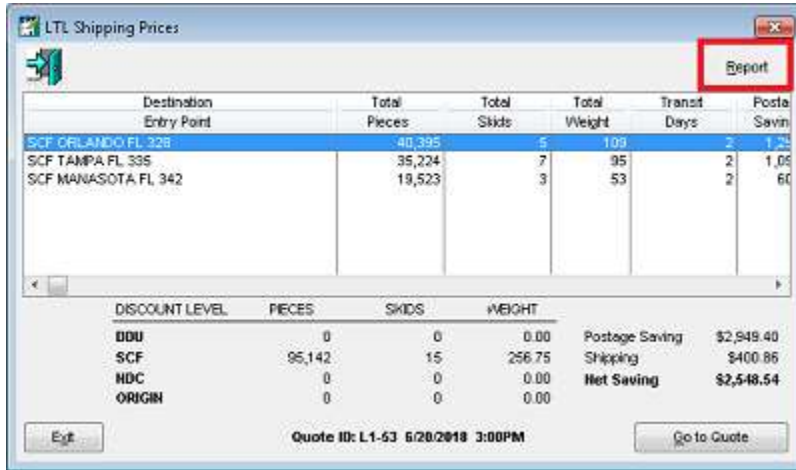 LTL Shipping Prices
Report
Destination Total Total Total Transit Posta
Entry Point Pieces Skids Weight Days Savin
SCF ORLANDO FL 328 40,395 5 109 2 1,25
SCF TAMPA FL 335 35,224 7 95 2 1,09
SCF MANASOTA FL 342 19,523 3 53 2 60
DISCOUNT LEVEL PIECES SKIDS WEIGHT
DDU 0 0 0.00 Postage Saving $2,949.40
SCF 95,142 15 256.75 Shipping $400.86
NDC 0 0 0.00 Net Saving $2,548.54
ORIGIN 0 0 0.00
Exit Quote ID: L1-53 6/20/2018 3:00PM Go to Quote